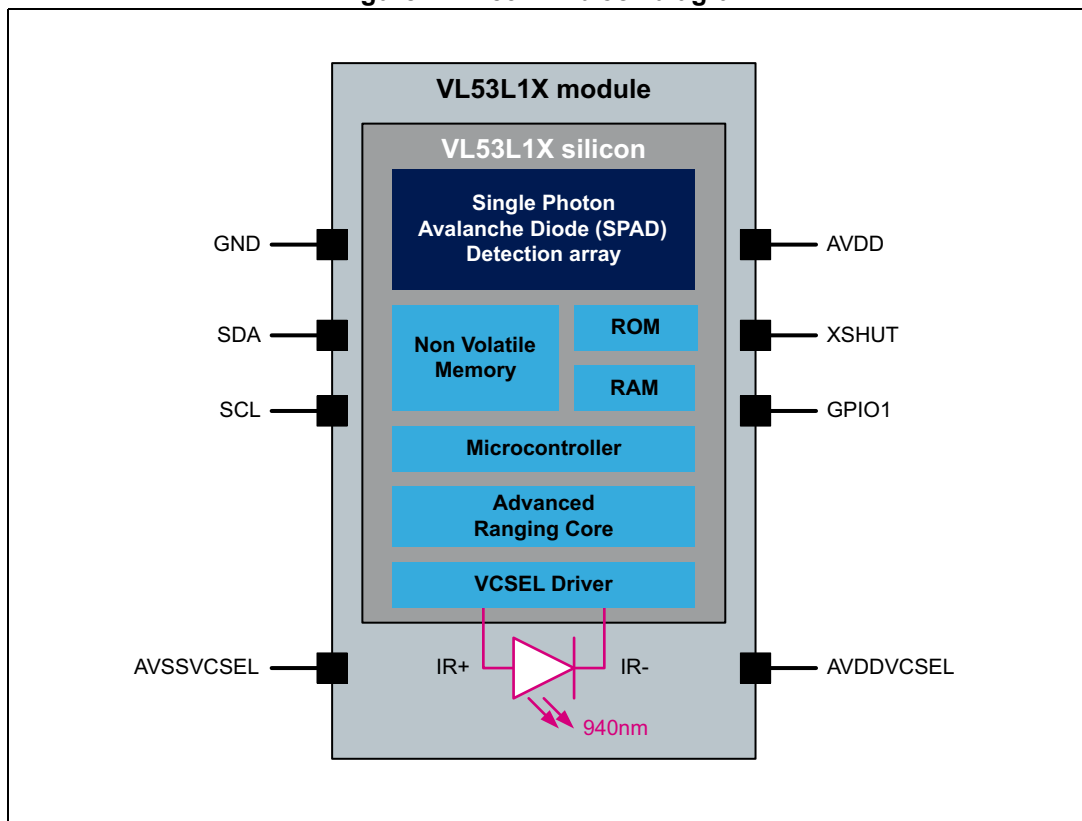 VL53L1X module
VL53L1X silicon
Single Photon
Avalanche Diode (SPAD)
Detection array
GND
AVDD
SDA
Non Volatile
Memory
ROM
XSHUT
RAM
SCL
GPIO1
Microcontroller
Advanced
Ranging Core
VCSEL Driver
AVSSVCSEL
IR+
IR-
AVDDVCSEL
940nm